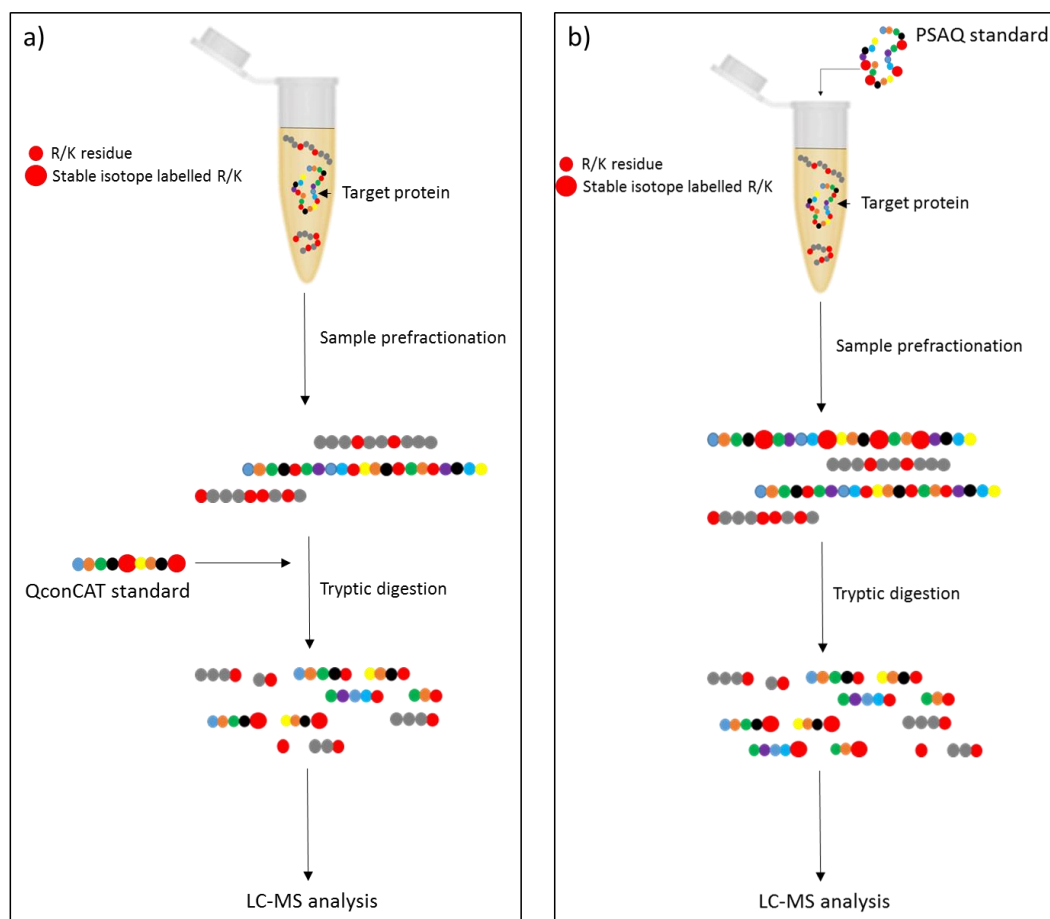 a)
R/K residue
Stable isotope labelled R/K
Target protein
Sample prefractionation
QconCAT standard
Tryptic digestion
LC-MS analysis
b)
PSAQ standard
R/K residue
Stable isotope labelled R/K
Target protein
Sample prefractionation
Tryptic digestion
LC-MS analysis